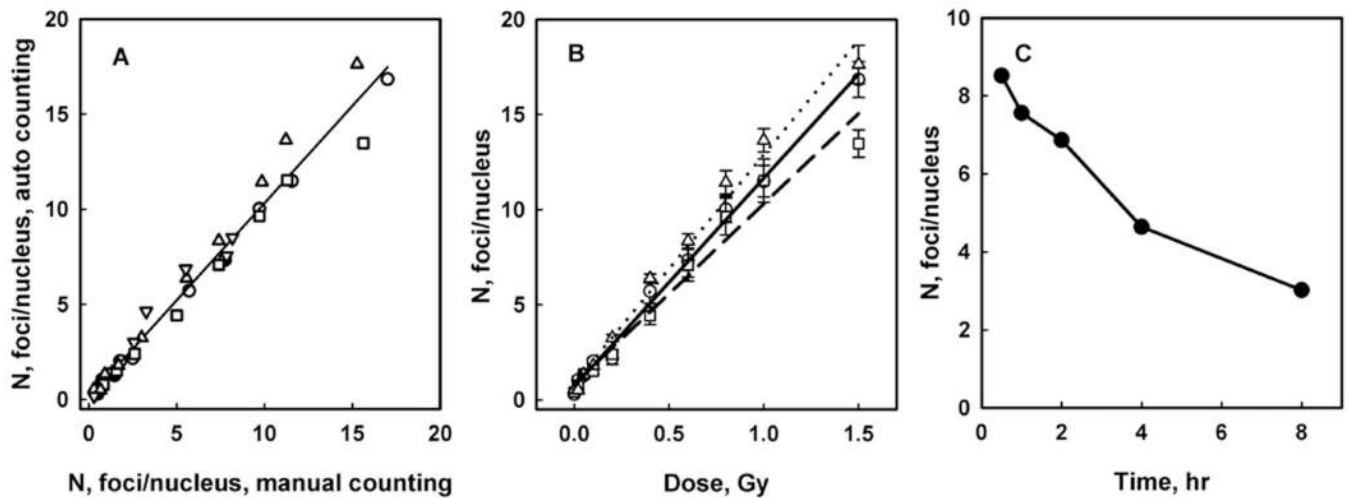 A
N, foci/nucleus, auto counting
20
15
10
5
0
0 5 10 15 20
N, foci/nucleus, manual counting
B
N, foci/nucleus
20
15
10
5
0
0.0 0.5 1.0 1.5
Dose, Gy
C
N, foci/nucleus
10
8
6
4
2
0
0 2 4 6 8
Time, hr